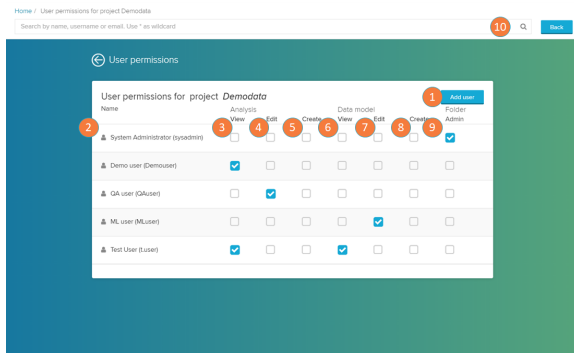 Home / User permissions for project Demodata
Search by name, username or email. Use * as wildcard
10
Back
User permissions
User permissions for project Demodata
1
Add user
Name
Analysis
Data model
Folder
View
Edit
Create
View
Edit
Create
Admin
2
3
4
5
6
7
8
9
System Administrator (sysadmin)
Demo user (Demouser)
QA user (QAuser)
ML user (MLuser)
Test User (t.user)